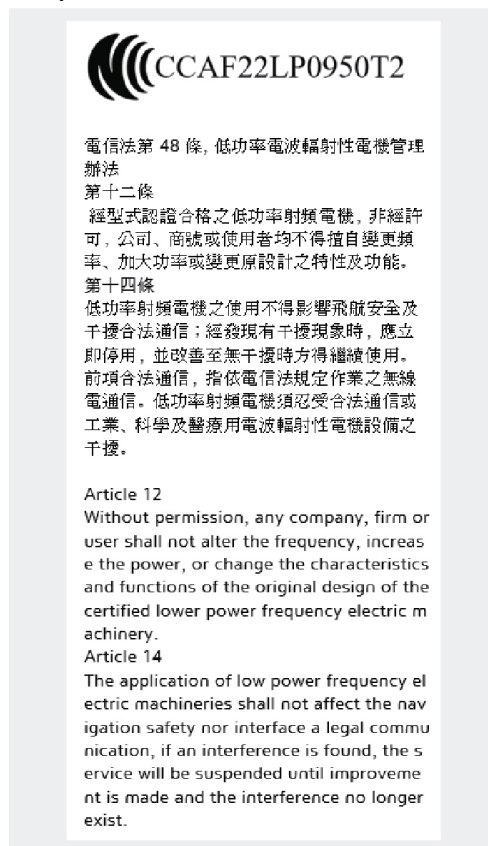 CCAF22LP0950T2
電信法第 48 條, 低功率電波輻射性電機管理
辦法
第十二條
經型式認證合格之低功率射頻電機, 非經許
可, 公司、商號或使用者均不得擅自變更頻
率、加大功率或變更原設計之特性及功能。
第十四條
低功率射頻電機之使用不得影響飛航安全及
干擾合法通信；經發現有干擾現象時, 應立
即停用, 並改善至無干擾時方得繼續使用。
前項合法通信, 指依電信法規定作業之無線
電通信。低功率射頻電機須忍受合法通信或
工業、科學及醫療用電波輻射性電機設備之
干擾。
Article 12
Without permission, any company, firm or
user shall not alter the frequency, increas
e the power, or change the characteristics
and functions of the original design of the
certified lower power frequency electric m
achinery.
Article 14
The application of low power frequency el
ectric machineries shall not affect the nav
igation safety nor interface a legal commu
nication, if an interference is found, the s
ervice will be suspended until improveme
nt is made and the interference no longer
exist.